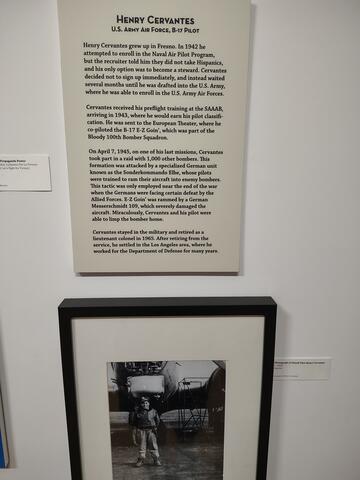 HENRY CERVANTES
U.S. ARMY AIR FORCE, B-17 PILOT
Henry Cervantes grew up in Fresno. In 1942 he
attempted to enroll in the Naval Air Pilot Program,
but the recruiter told him they did not take Hispanics,
and his only option was to become a steward. Cervantes
decided not to sign up immediately, and instead waited
several months until he was drafted into the U.S. Army,
where he was able to enroll in the U.S. Army Air Forces.
Cervantes received his preflight training at the SAAAB,
arriving in 1943, where he would earn his pilot classifi-
cation. He was sent to the European Theater, where he
co-piloted the B-17 E-Z Goin', which was part of the
Bloody 100th Bomber Squadron.
On April 7, 1945, on one of his last missions, Cervantes
took part in a raid with 1,000 other bombers. This
formation was attacked by a specialized German unit
known as the Sonderkommando Elbe, whose pilots
were trained to ram their aircraft into enemy bombers.
This tactic was only employed near the end of the war
when the Germans were facing certain defeat by the
Allied Forces. E-Z Goin' was rammed by a German
Messerschmidt 109, which severely damaged the
aircraft. Miraculously, Cervantes and his pilot were
able to limp the bomber home.
Cervantes stayed in the military and retired as a
lieutenant colonel in 1965. After retiring from the
service, he settled in the Los Angeles area, where he
worked for the Department of Defense for many years.